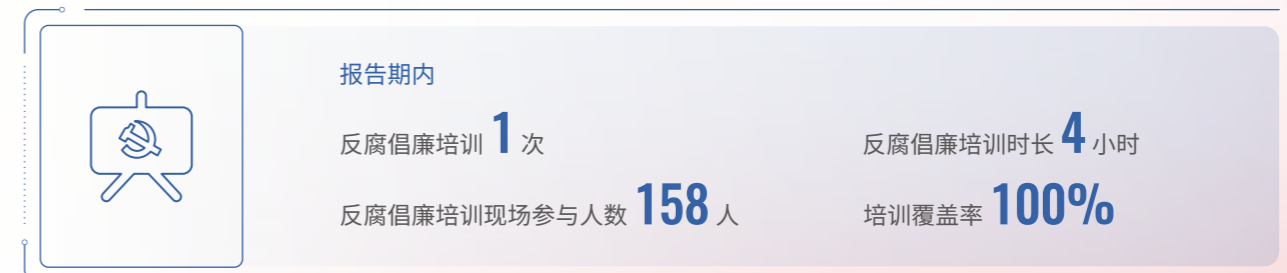 报告期内
反腐倡廉培训 1 次
反腐倡廉培训时长 4 小时
反腐倡廉培训现场参与人数 158 人
培训覆盖率 100%